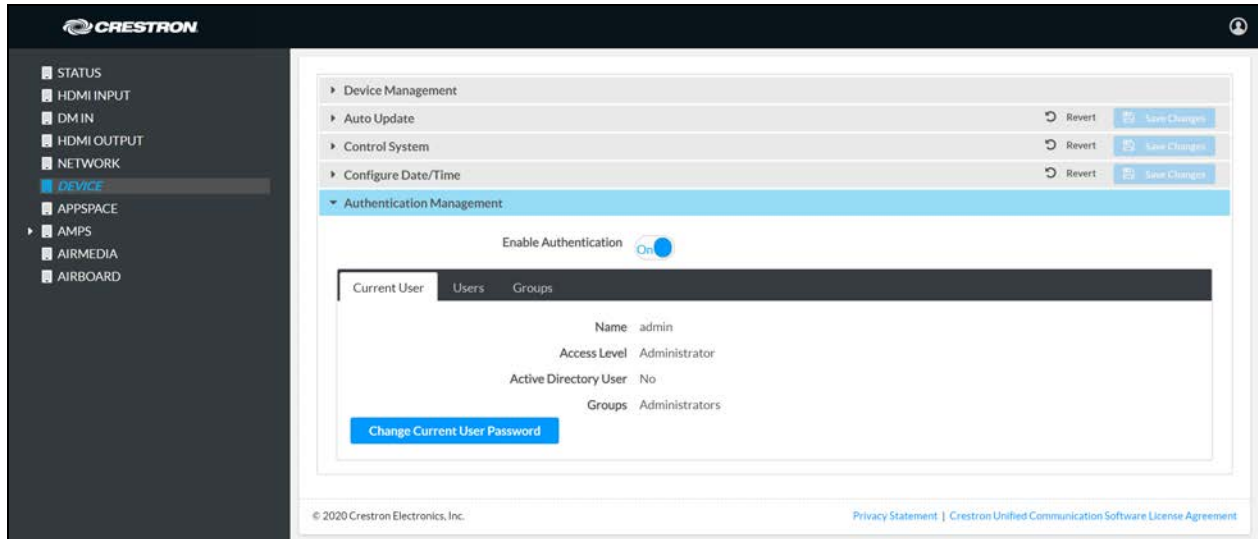 CRESTRON
STATUS
HDMI INPUT
DM IN
HDMI OUTPUT
NETWORK
DEVICE
APPSPACE
AMPS
AIRMEDIA
AIRBOARD
Device Management
Auto Update Revert Save Changes
Control System Revert Save Changes
Configure Date/Time Revert Save Changes
Authentication Management
Enable Authentication On
Current User Users Groups
Name admin
Access Level Administrator
Active Directory User No
Groups Administrators
Change Current User Password
© 2020 Crestron Electronics, Inc. Privacy Statement | Crestron Unified Communication Software License Agreement